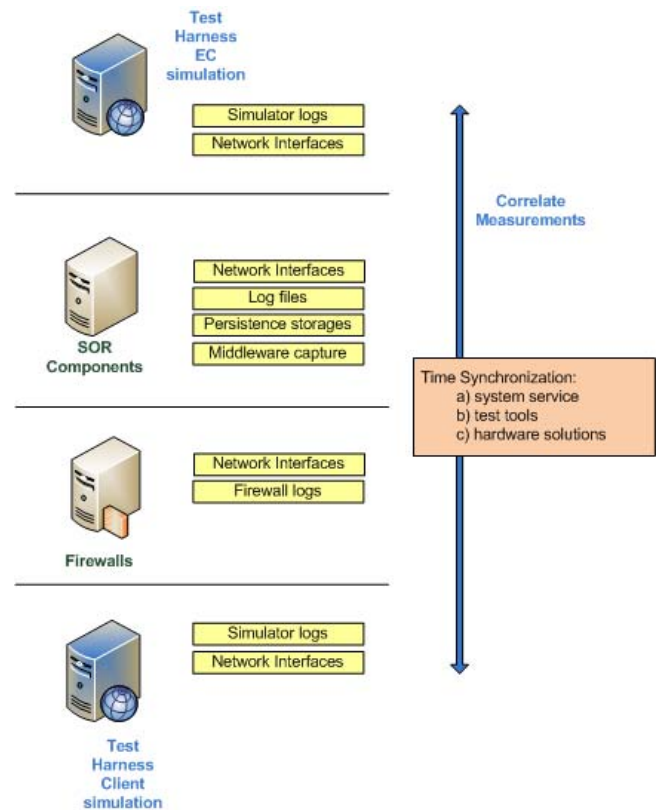 Test
Harness
EC
simulation
Simulator logs
Network Interfaces
Correlate
Measurements
Network Interfaces
Log files
Persistence storages
Middleware capture
SOR
Components
Time Synchronization:
a) system service
b) test tools
c) hardware solutions
Network Interfaces
Firewall logs
Firewalls
Simulator logs
Network Interfaces
Test
Harness
Client
simulation